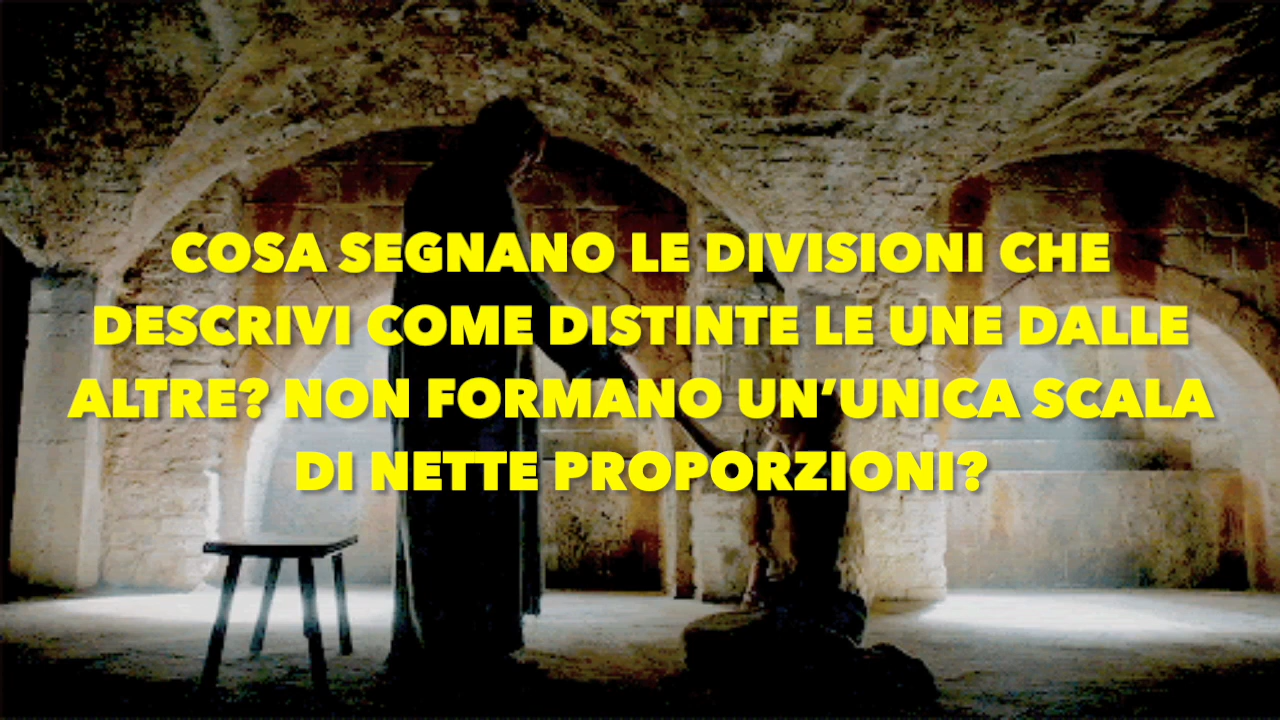 COSA SEGNANO LE DIVISIONI CHE
DESCRIVI COME DISTINTE LE UNE DALLE
ALTRE? NON FORMANO UN’UNICA SCALA
DI NETTE PROPORZIONI?